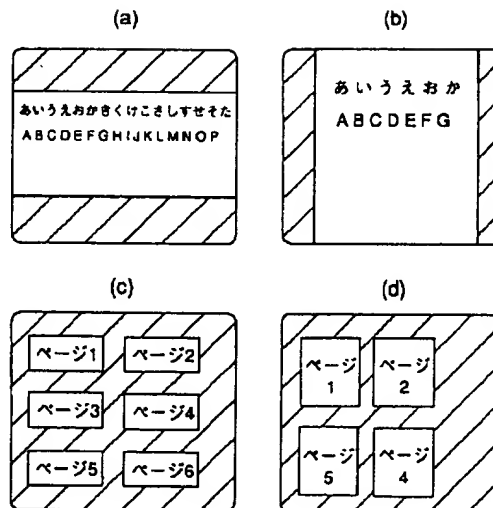 (a)
あいうえおかきくけこさしすせそた
ABCDEFGHIJKLMNOP
(b)
あいうえおか
ABCDEFG
(c)
ページ1
ページ2
ページ3
ページ4
ページ5
ページ6
(d)
ページ
1
ページ
2
ページ
5
ページ
4